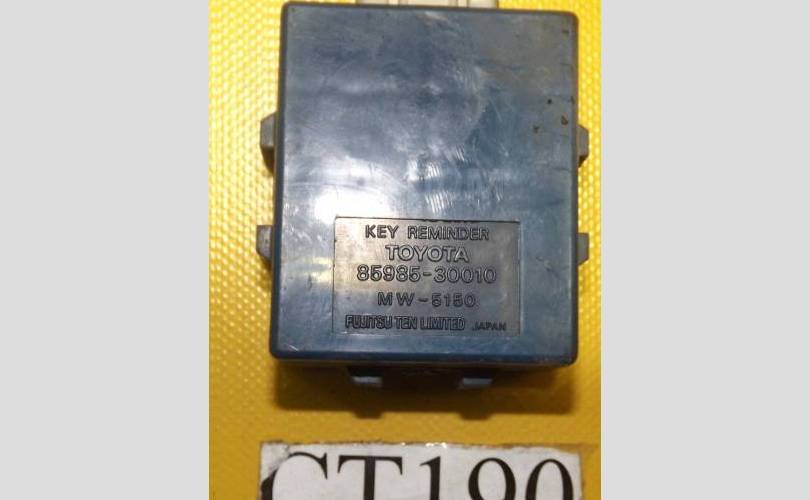 KEY REMINDER
TOYOTA
85985-30010
MW-5150
FUJITSU TEN LIMITED JAPAN
CT190